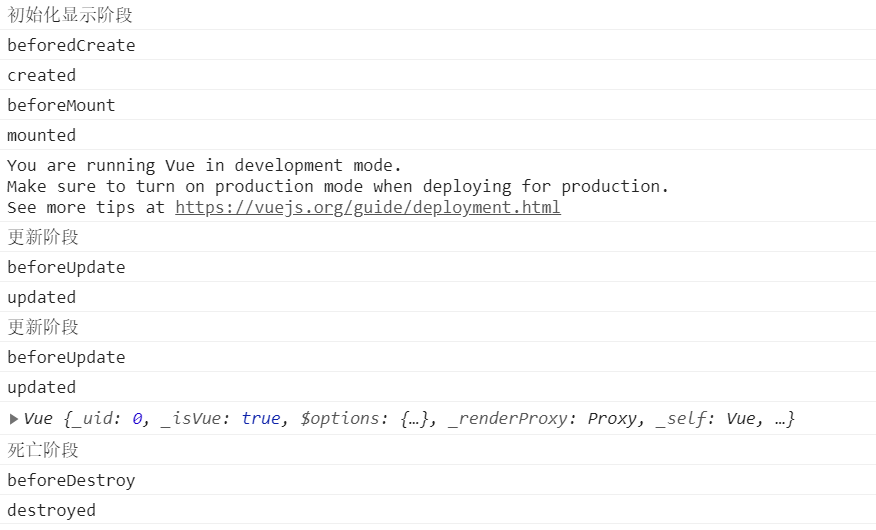 初始化显示阶段
beforedCreate
created
beforeMount
mounted
You are running Vue in development mode.
Make sure to turn on production mode when deploying for production.
See more tips at https://vuejs.org/guide/deployment.html
更新阶段
beforeUpdate
updated
更新阶段
beforeUpdate
updated
Vue {_uid: 0, _isVue: true, $options: {…}, _renderProxy: Proxy, _self: Vue, …}
死亡阶段
beforeDestroy
destroyed